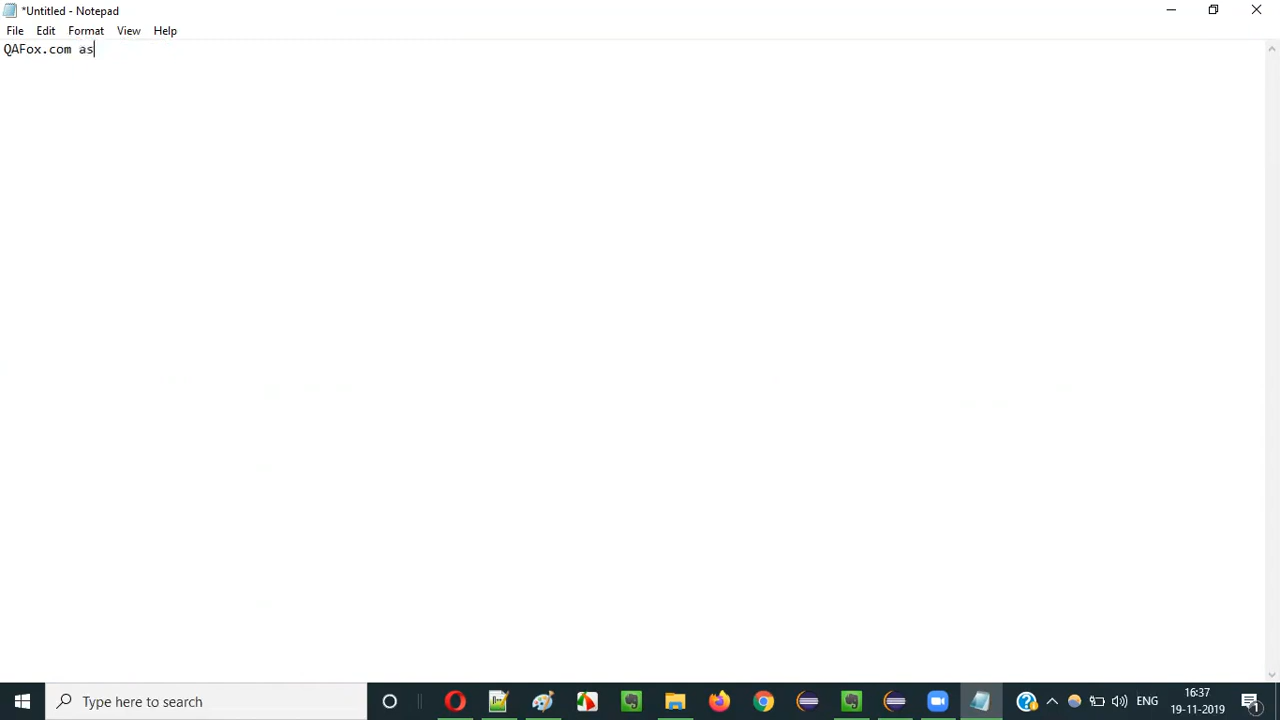 *Untitled - Notepad
File Edit Format View Help
QAFox.com as
Type here to search
ENG
16:37
19-11-2019
1